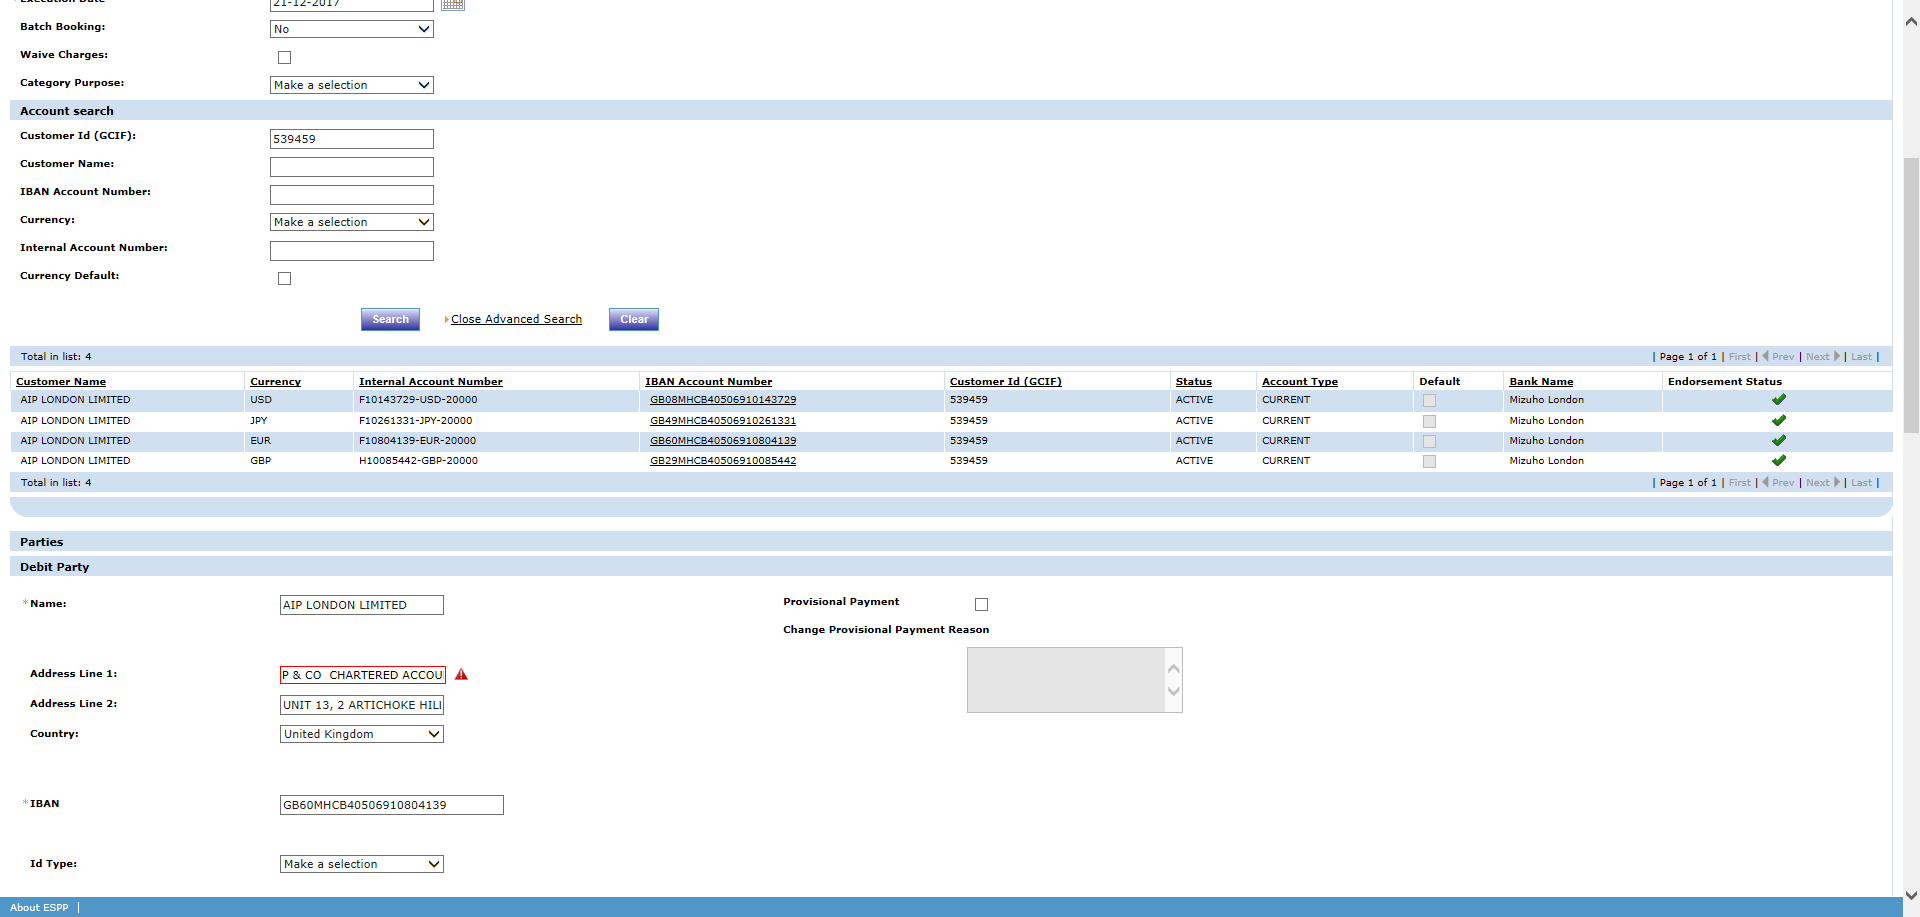 Execution Date 21-12-2017
Batch Booking: No
Waive Charges:
Category Purpose: Make a selection
Account search
Customer Id (GCIF): 539459
Customer Name:
IBAN Account Number:
Currency: Make a selection
Internal Account Number:
Currency Default:
Search Close Advanced Search Clear
Total in list: 4 | Page 1 of 1 | First | Prev | Next | Last |
Customer Name Currency Internal Account Number IBAN Account Number Customer Id (GCIF) Status Account Type Default Bank Name Endorsement Status
AIP LONDON LIMITED USD F10143729-USD-20000 GB08MHCB40506910143729 539459 ACTIVE CURRENT Mizuho London
AIP LONDON LIMITED JPY F10261331-JPY-20000 GB49MHCB40506910261331 539459 ACTIVE CURRENT Mizuho London
AIP LONDON LIMITED EUR F10804139-EUR-20000 GB60MHCB40506910804139 539459 ACTIVE CURRENT Mizuho London
AIP LONDON LIMITED GBP H10085442-GBP-20000 GB29MHCB40506910085442 539459 ACTIVE CURRENT Mizuho London
Total in list: 4 | Page 1 of 1 | First | Prev | Next | Last |
Parties
Debit Party
*Name: AIP LONDON LIMITED Provisional Payment
Change Provisional Payment Reason
Address Line 1: P & CO  CHARTERED ACCOU
Address Line 2: UNIT 13, 2 ARTICHOKE HILL
Country: United Kingdom
*IBAN GB60MHCB40506910804139
Id Type: Make a selection
About ESPP |